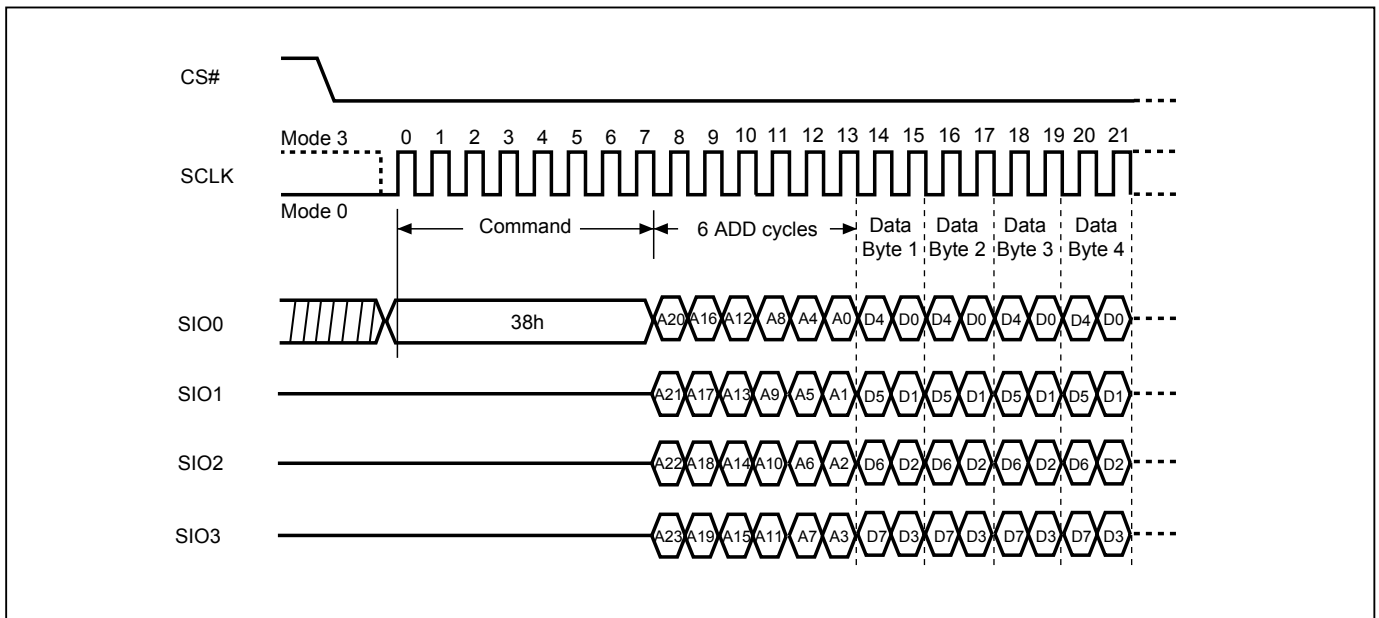 CS#
Mode 3
0 1 2 3 4 5 6 7 8 9 10 11 12 13 14 15 16 17 18 19 20 21
SCLK
Mode 0
Command
6 ADD cycles
Data Byte 1
Data Byte 2
Data Byte 3
Data Byte 4
SIO0
38h
A20 A16 A12 A8 A4 A0 D4 D0 D4 D0 D4 D0 D4 D0
SIO1
A21 A17 A13 A9 A5 A1 D5 D1 D5 D1 D5 D1 D5 D1
SIO2
A22 A18 A14 A10 A6 A2 D6 D2 D6 D2 D6 D2 D6 D2
SIO3
A23 A19 A15 A11 A7 A3 D7 D3 D7 D3 D7 D3 D7 D3